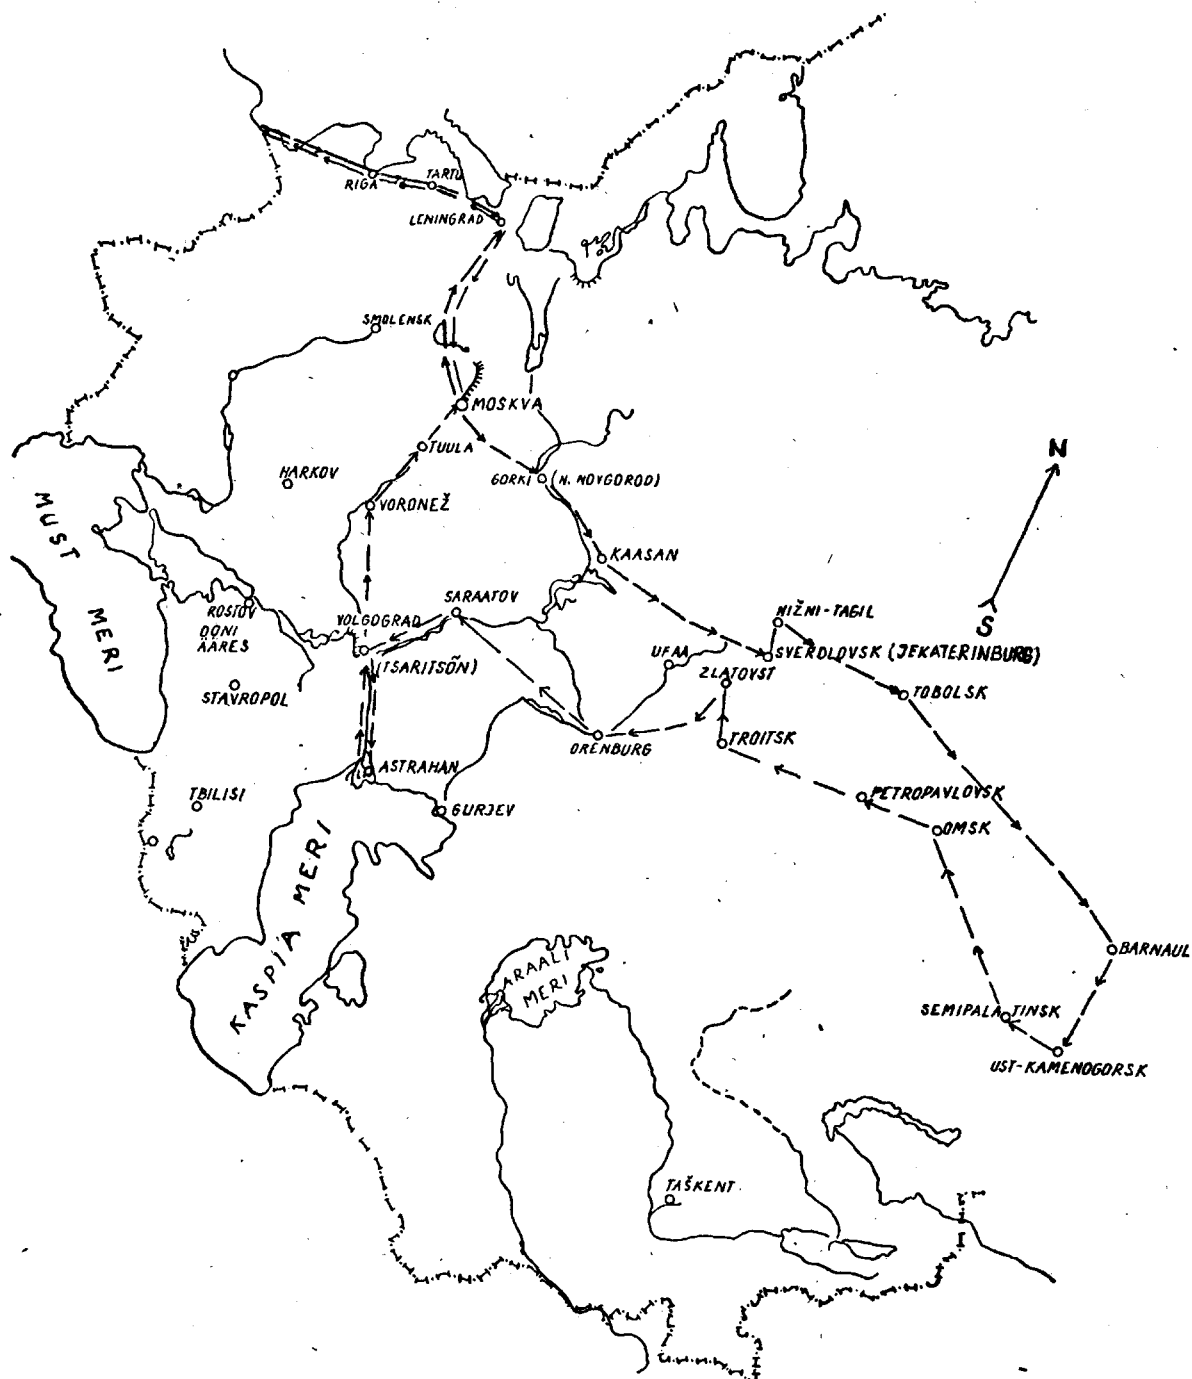 RIGA
TARTU
LENINGRAD
SMOLENSK
MOSKVA
TUULA
HARKOV
GORKI (N. NOVGOROD)
VORONEŽ
N
S
MUST
MERI
KAASAN
ROSTOV
DONI
ÄÄRES
VOLGOGRAD
(TSARITSÕN)
SARAATOV
NIŽNI-TAGIL
UFAA
SVERDLOVSK (JEKATERINBURG)
ZLATOVST
TOBOLSK
STAVROPOL
ORENBURG
TROITSK
ASTRAHAN
TBILISI
GURJEV
PETROPAVLOVSK
OMSK
KASPIA MERI
ARAALI
MERI
BARNAUL
SEMIPALATINSK
UST-KAMENOGORSK
TAŠKENT